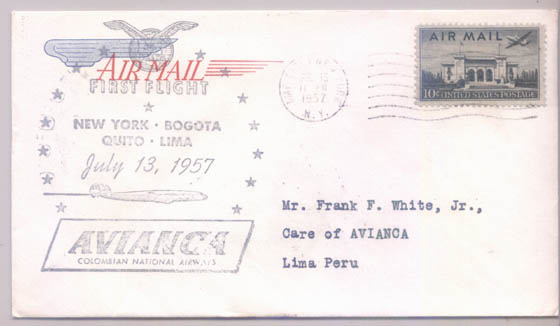 AIR MAIL
FIRST FLIGHT
NEW YORK · BOGOTA
QUITO · LIMA
July 13, 1957
AVIANCA
COLOMBIAN NATIONAL AIRWAYS
1957
N.Y.
AIR MAIL
10¢ UNITED STATES POSTAGE
Mr. Frank F. White, Jr.,
Care of AVIANCA
Lima Peru